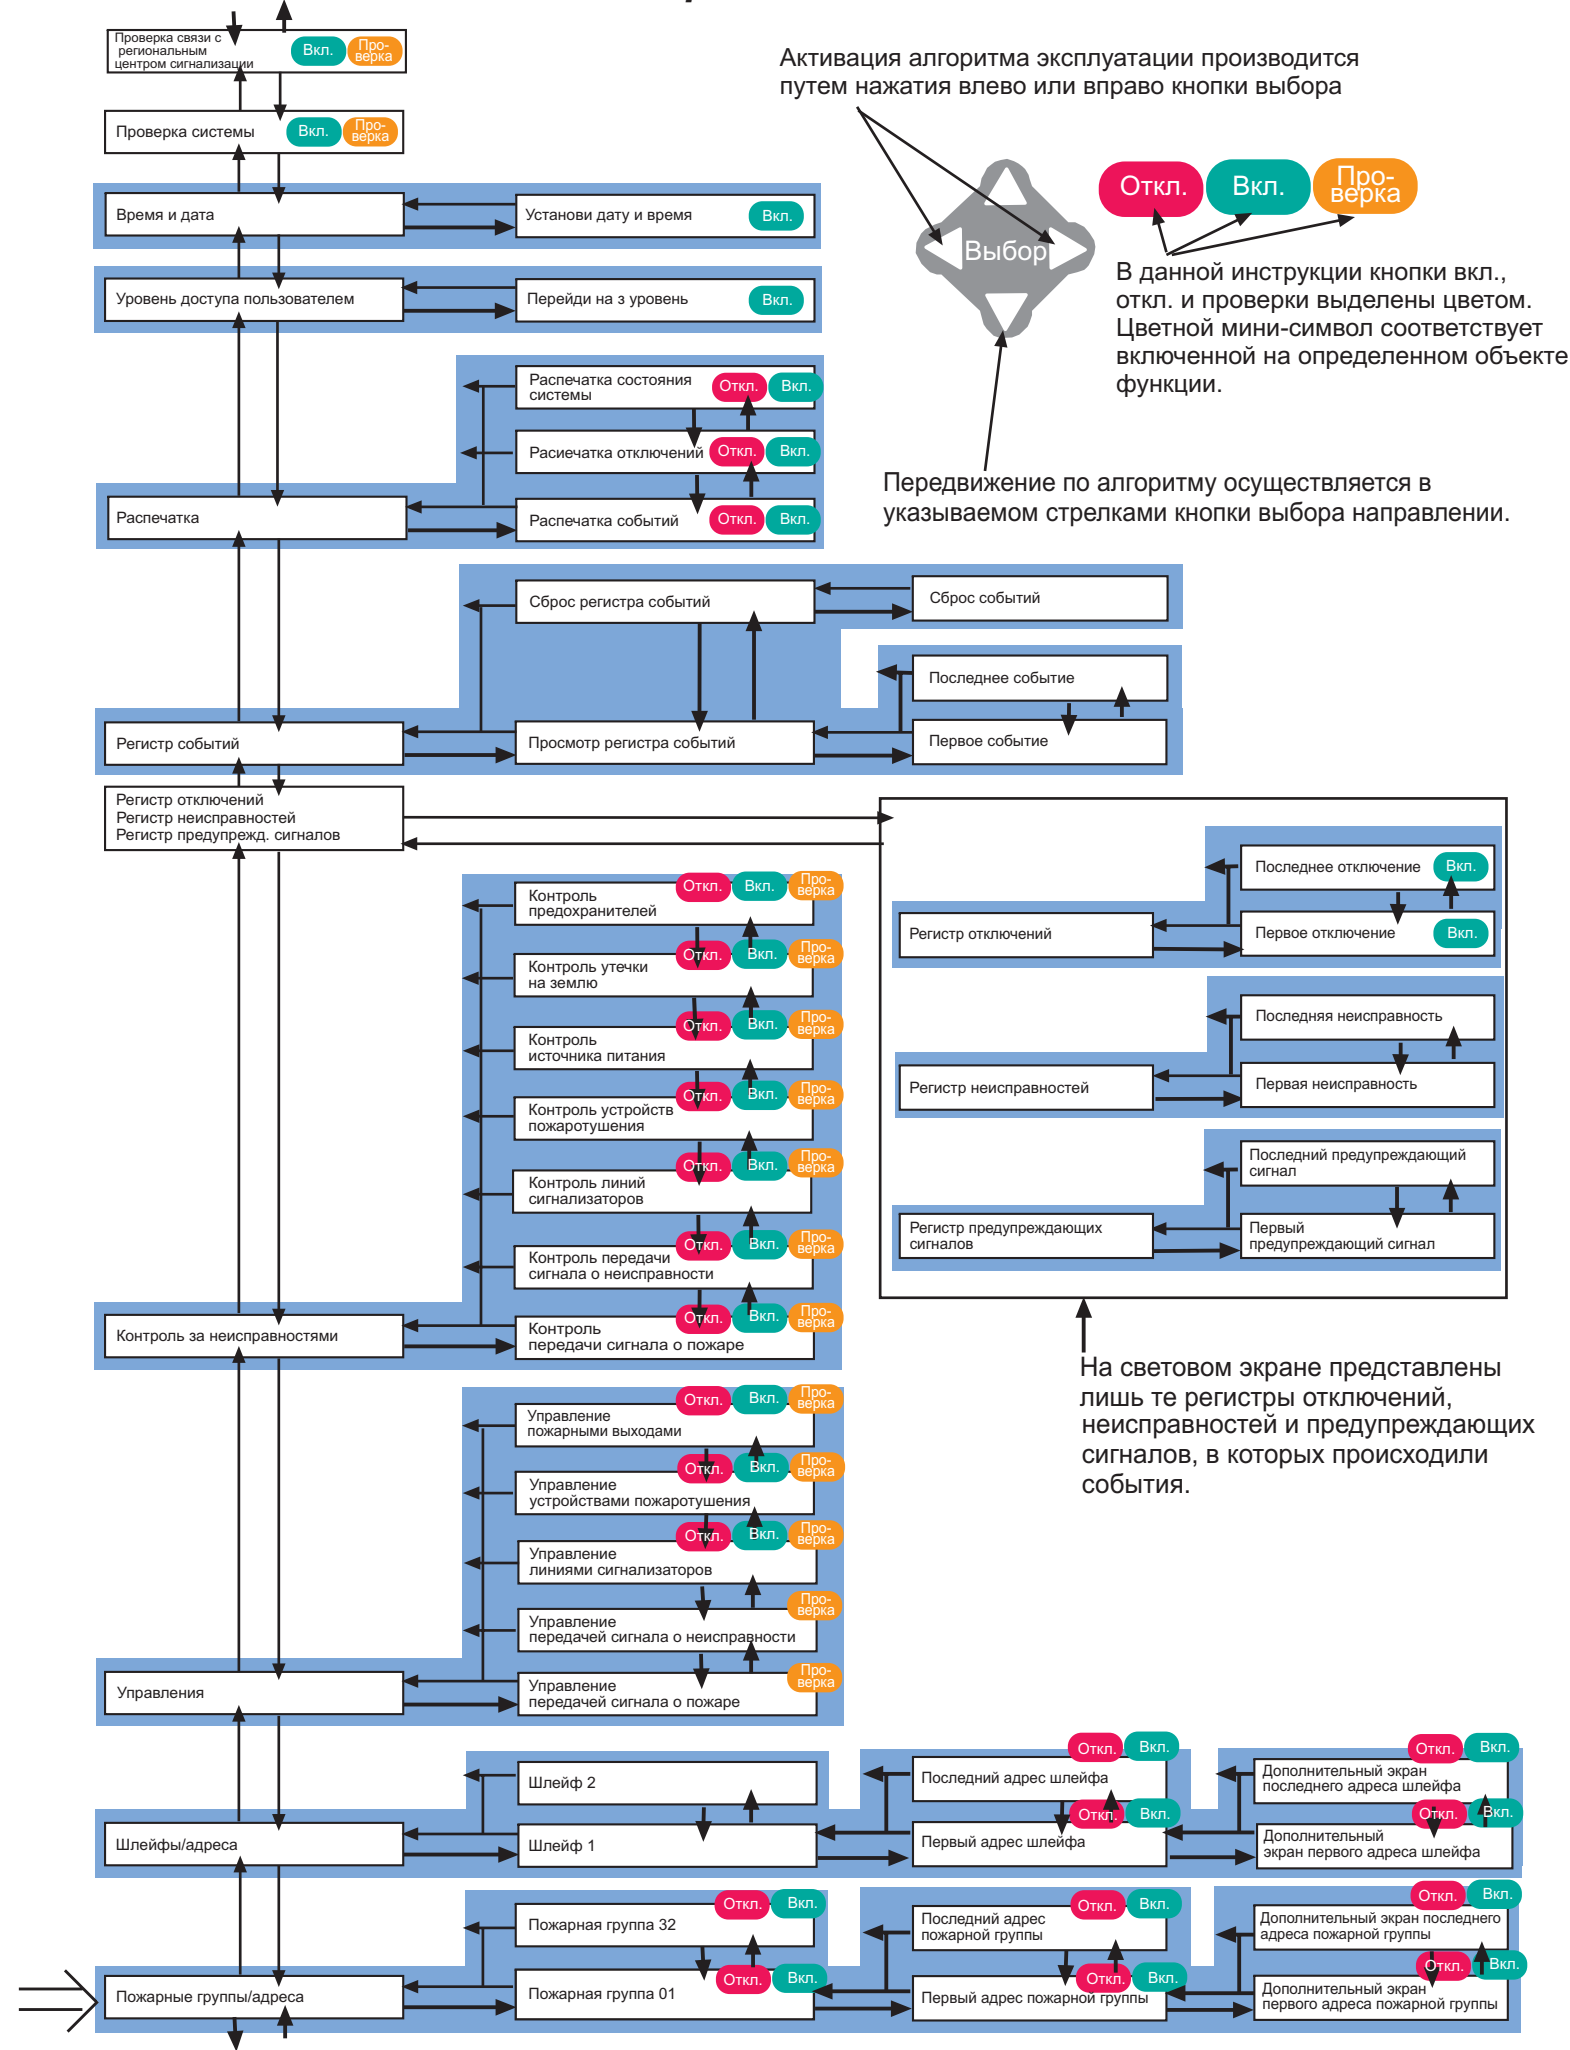 Проверка связи с
региональным
центром сигнализации
Вкл.
Про-
верка
Активация алгоритма эксплуатации производится
путем нажатия влево или вправо кнопки выбора
Проверка системы
Вкл.
Про-
верка
Откл.
Вкл.
Про-
верка
Выбор
Время и дата
Установи дату и время
Вкл.
В данной инструкции кнопки вкл.,
откл. и проверки выделены цветом.
Цветной мини-символ соответствует
включенной на определенном объекте
функции.
Уровень доступа пользователем
Перейди на з уровень
Вкл.
Распечатка состояния
системы
Откл.
Вкл.
Расиечатка отключений
Откл.
Вкл.
Передвижение по алгоритму осуществляется в
указываемом стрелками кнопки выбора направлении.
Распечатка
Распечатка событий
Откл.
Вкл.
Сброс регистра событий
Сброс событий
Последнее событие
Регистр событий
Просмотр регистра событий
Первое событие
Регистр отключений
Регистр неисправностей
Регистр предупрежд. сигналов
Последнее отключение
Вкл.
Регистр отключений
Первое отключение
Вкл.
Последняя неисправность
Регистр неисправностей
Первая неисправность
Последний предупреждающий
сигнал
Регистр предупреждающих
сигналов
Первый
предупреждающий сигнал
На световом экране представлены
лишь те регистры отключений,
неисправностей и предупреждающих
сигналов, в которых происходили
события.
Контроль
предохранителей
Откл.
Вкл.
Про-
верка
Контроль утечки
на землю
Откл.
Вкл.
Про-
верка
Контроль
источника питания
Откл.
Вкл.
Про-
верка
Контроль устройств
пожаротушения
Откл.
Вкл.
Про-
верка
Контроль линий
сигнализаторов
Откл.
Вкл.
Про-
верка
Контроль передачи
сигнала о неисправности
Откл.
Вкл.
Про-
верка
Контроль за неисправностями
Контроль
передачи сигнала о пожаре
Откл.
Вкл.
Про-
верка
Управление
пожарными выходами
Откл.
Вкл.
Про-
верка
Управление
устройствами пожаротушения
Откл.
Вкл.
Про-
верка
Управление
линиями сигнализаторов
Откл.
Вкл.
Про-
верка
Управление
передачей сигнала о неисправности
Про-
верка
Управления
Управление
передачей сигнала о пожаре
Про-
верка
Шлейф 2
Последний адрес шлейфа
Откл.
Вкл.
Дополнительный экран
последнего адреса шлейфа
Откл.
Вкл.
Шлейфы/адреса
Шлейф 1
Первый адрес шлейфа
Откл.
Вкл.
Дополнительный
экран первого адреса шлейфа
Откл.
Вкл.
Пожарная группа 32
Откл.
Вкл.
Последний адрес
пожарной группы
Откл.
Вкл.
Дополнительный экран последнего
адреса пожарной группы
Откл.
Вкл.
Пожарные группы/адреса
Пожарная группа 01
Откл.
Вкл.
Первый адрес пожарной группы
Откл.
Вкл.
Дополнительный экран
первого адреса пожарной группы
Откл.
Вкл.